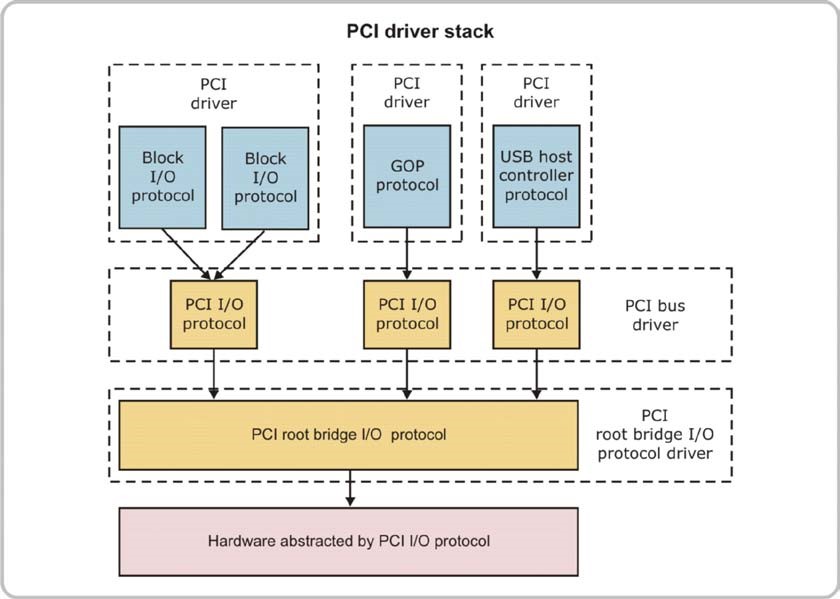 PCI driver stack
PCI
driver
Block
I/O
protocol
Block
I/O
protocol
PCI
driver
GOP
protocol
PCI
driver
USB host
controller
protocol
PCI I/O
protocol
PCI I/O
protocol
PCI I/O
protocol
PCI bus
driver
PCI root bridge I/O protocol
PCI
root bridge I/O
protocol driver
Hardware abstracted by PCI I/O protocol